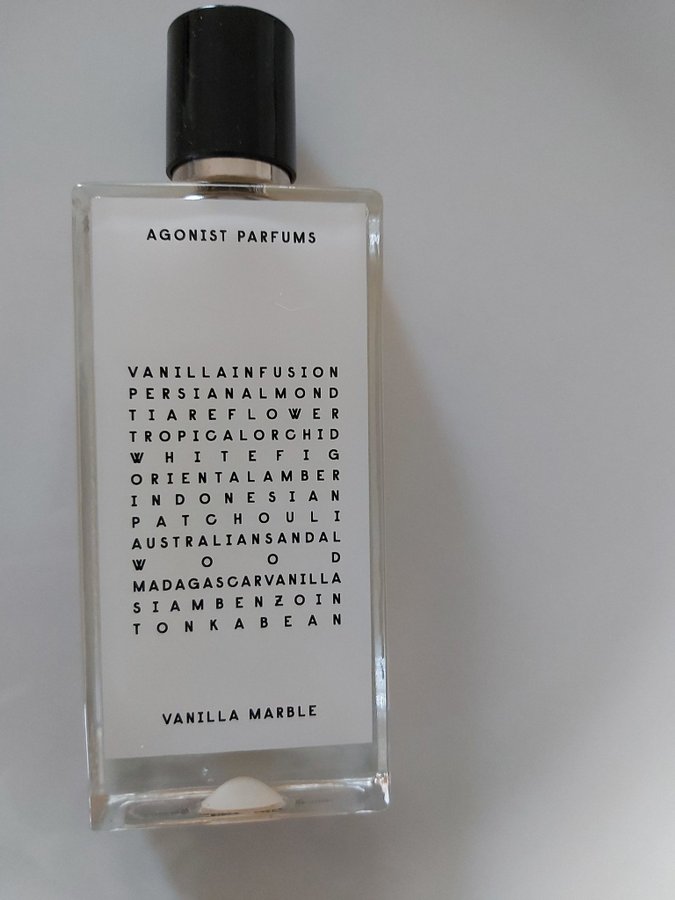 AGONIST PARFUMS
VANILLAINFUSION
PERSIANALMOND
TIAREFLOWER
TROPICALORCHID
WHITEFIG
ORIENTALAMBER
INDONESIAN
PATCHOULI
AUSTRALIANSANDAL
WOOD
MADAGASCARVANILLA
SIAMBENZOIN
TONKABEAN
VANILLA MARBLE